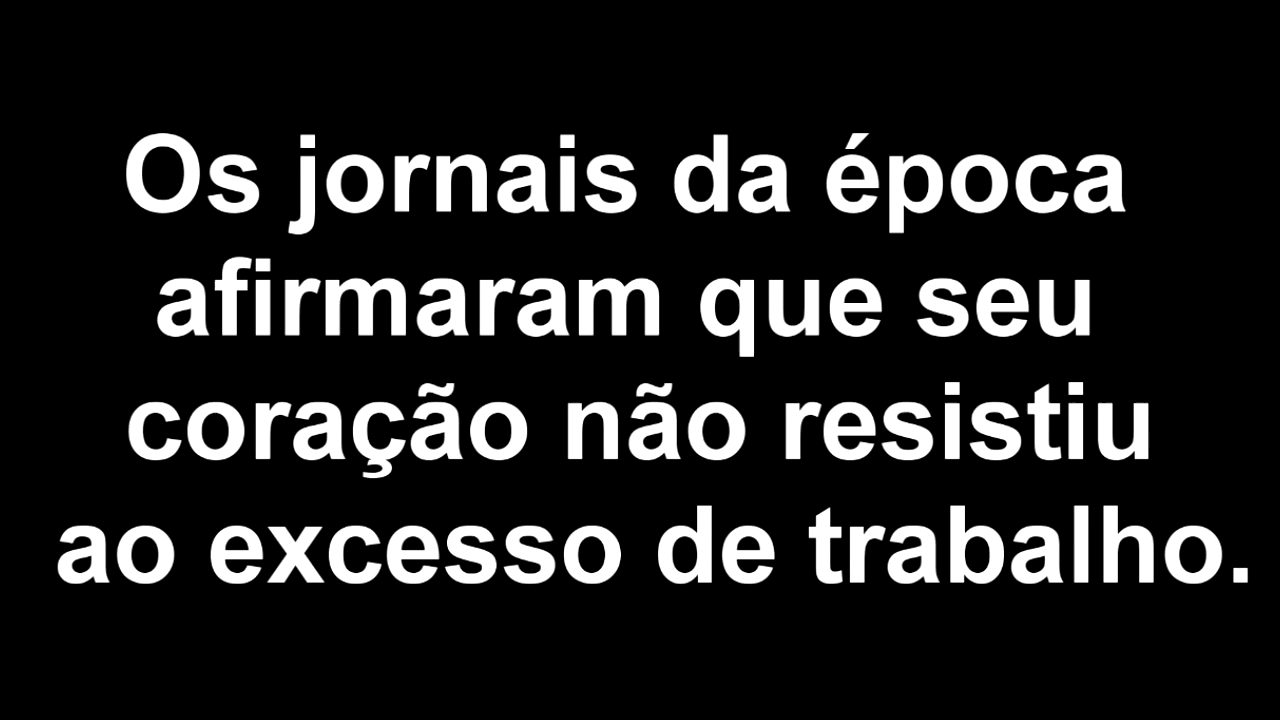 Os jornais da época
afirmaram que seu
coração não resistiu
ao excesso de trabalho.